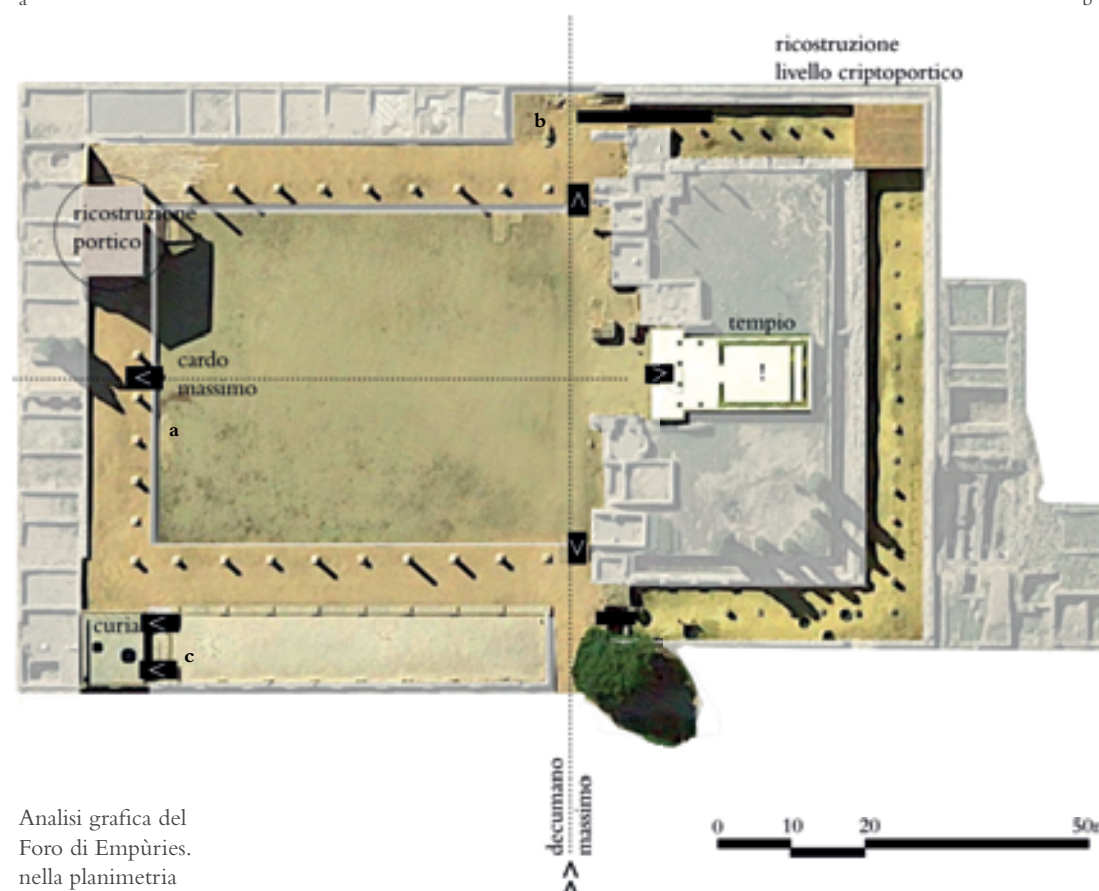 a
b
ricostruzione
livello criptoportico
b
ricostruzione
portico
tempio
cardo
massimo
a
curia
c
decumano
massimo
0 10 20 50
Analisi grafica del
Foro di Empùries.
nella planimetria